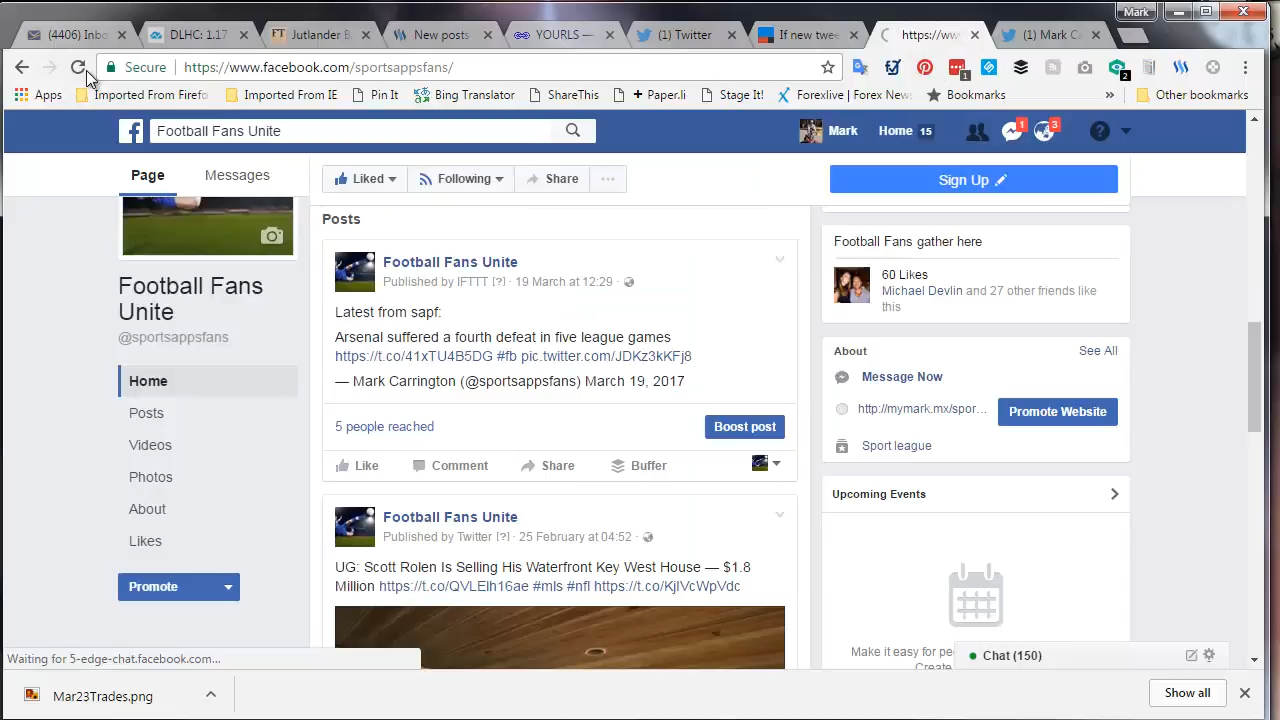 Mark
(4406) Inbo
DLHG: 1.17
FT
Jutlander B
New posts
YOURLS —
(1) Twitter
If new twee
https://ww
(1) Mark Ca
Secure
https://www.facebook.com/sportsappsfans/
1
2
Apps
Imported From Firefo
Imported From IE
Pin It
Bing Translator
ShareThis
+ Paper.li
Stage It!
Forexlive | Forex New
Bookmarks
»
Other bookmarks
Football Fans Unite
Mark
Home 15
1
3
Page
Messages
Liked
Following
Share
Sign Up
Football Fans Unite
@sportsappsfans
Home
Posts
Videos
Photos
About
Likes
Promote
Posts
Football Fans Unite
Published by IFTTT [?] · 19 March at 12:29 ·
Latest from sapf:
Arsenal suffered a fourth defeat in five league games
https://t.co/41xTU4B5DG #fb pic.twitter.com/JDKz3kKFj8
— Mark Carrington (@sportsappsfans) March 19, 2017
5 people reached
Boost post
Like
Comment
Share
Buffer
Football Fans Unite
Published by Twitter [?] · 25 February at 04:52 ·
UG: Scott Rolen Is Selling His Waterfront Key West House — $1.8
Million https://t.co/QVLElh16ae #mls #nfl https://t.co/KjIVcWpVdc
Football Fans gather here
60 Likes
Michael Devlin and 27 other friends like
this
About
See All
Message Now
http://mymark.mx/spor...
Promote Website
Sport league
Upcoming Events
Make it easy for pe
Create
Chat (150)
Waiting for 5-edge-chat.facebook.com...
Mar23Trades.png
Show all